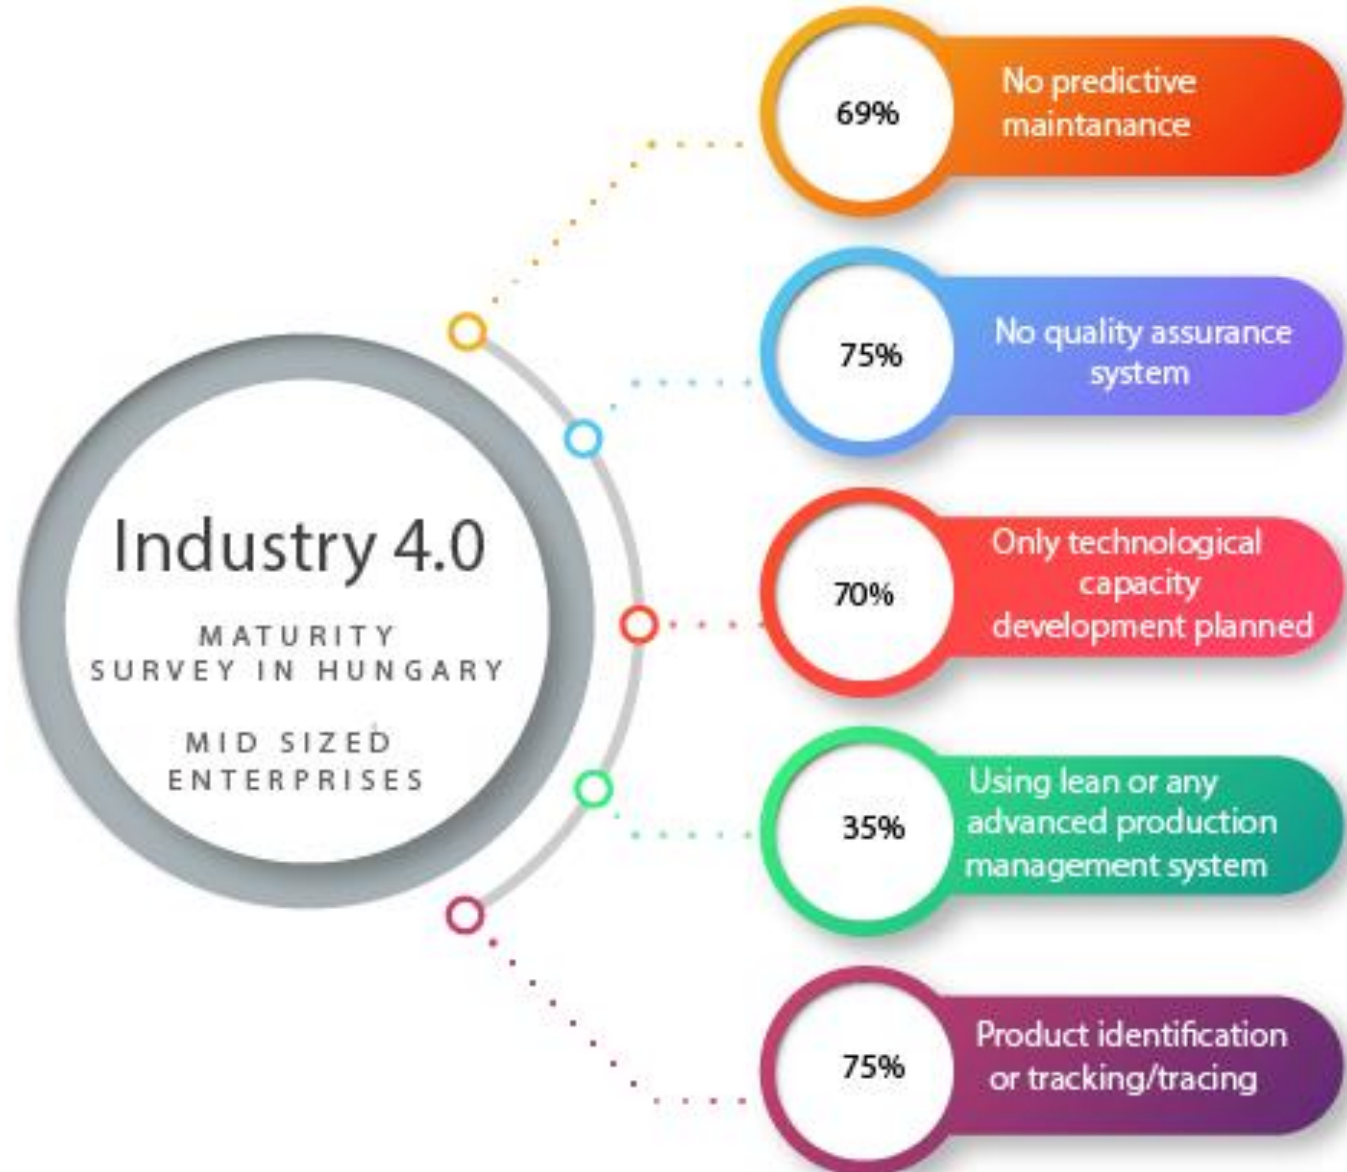 Industry 4.0
MATURITY
SURVEY IN HUNGARY
MID SIZED
ENTERPRISES
69%
No predictive
maintanance
75%
No quality assurance
system
70%
Only technological
capacity
development planned
35%
Using lean or any
advanced production
management system
75%
Product identification
or tracking/tracing